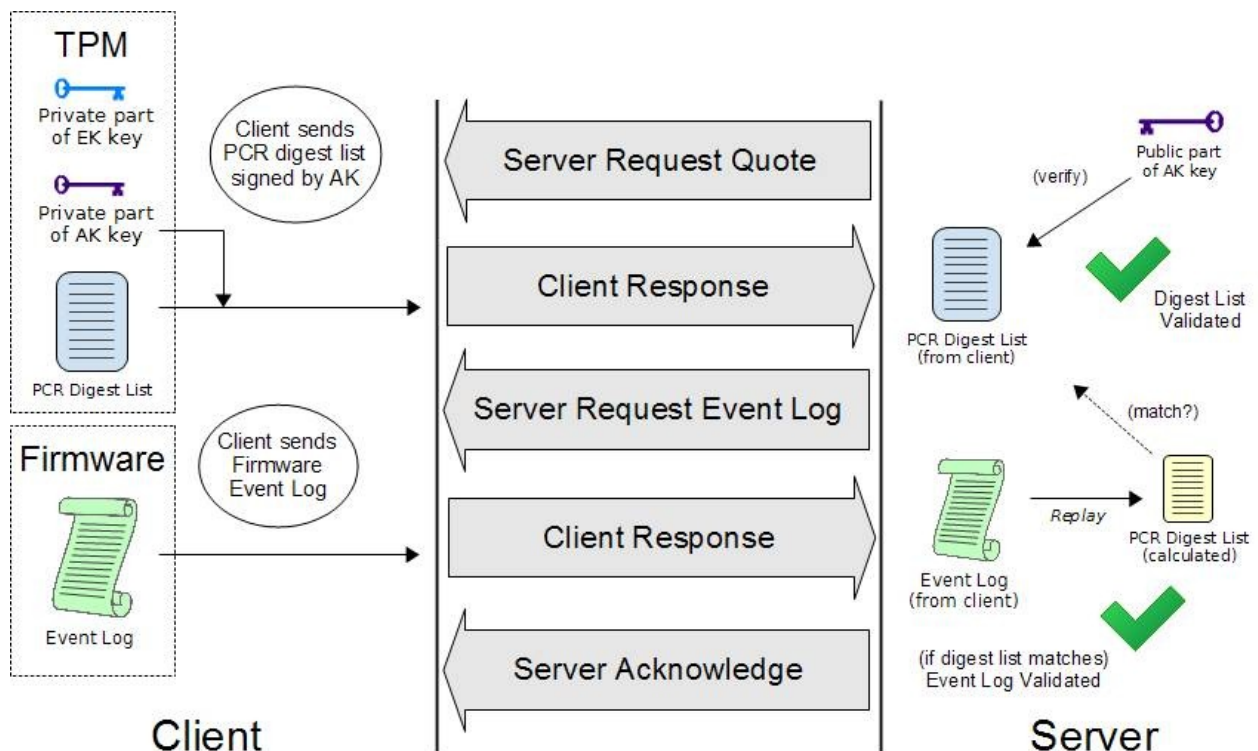 TPM
Private part
of EK key
Private part
of AK key
PCR Digest List
Client sends
PCR digest list
signed by AK
Firmware
Event Log
Client sends
Firmware
Event Log
Client
Server Request Quote
Client Response
Server Request Event Log
Client Response
Server Acknowledge
Public part
of AK key
(verify)
PCR Digest List
(from client)
Digest List
Validated
(match?)
Replay
PCR Digest List
(calculated)
Event Log
(from client)
(if digest list matches)
Event Log Validated
Server